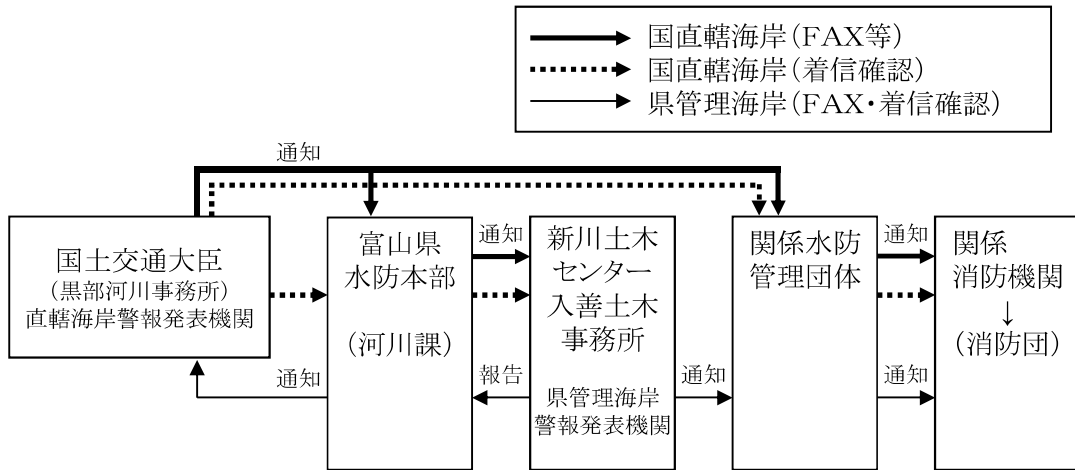 国直轄海岸(FAX等)
国直轄海岸(着信確認)
県管理海岸(FAX・着信確認)
通知
国土交通大臣
(黒部河川事務所)
直轄海岸警報発表機関
通知
富山県
水防本部
(河川課)
通知
報告
新川土木
センター
入善土木
事務所
県管理海岸
警報発表機関
通知
関係水防
管理団体
通知
通知
関係
消防機関
↓
(消防団)